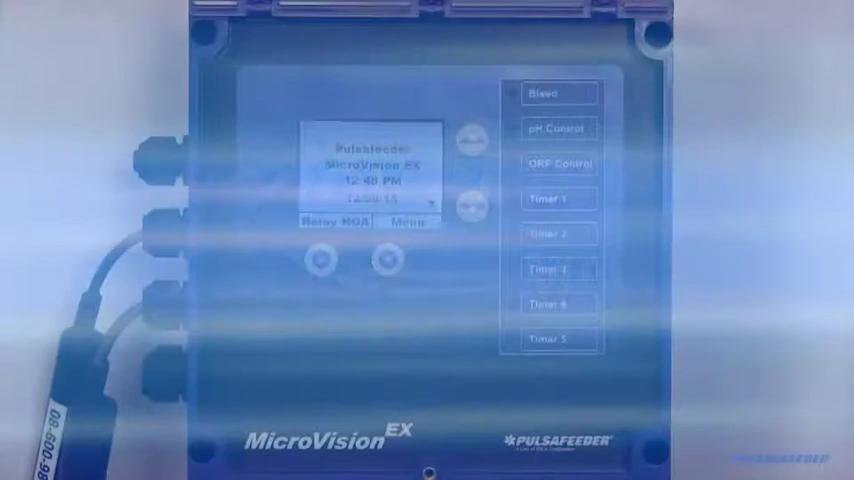 Bleed
Pulsafeeder
MicroVision EX
12:48 PM
Relay HOA
Menu
pH Control
ORP Control
Timer 1
Timer 2
Timer 3
Timer 4
Timer 5
MicroVision EX
PULSAFEEDER
PULSAFEEDER